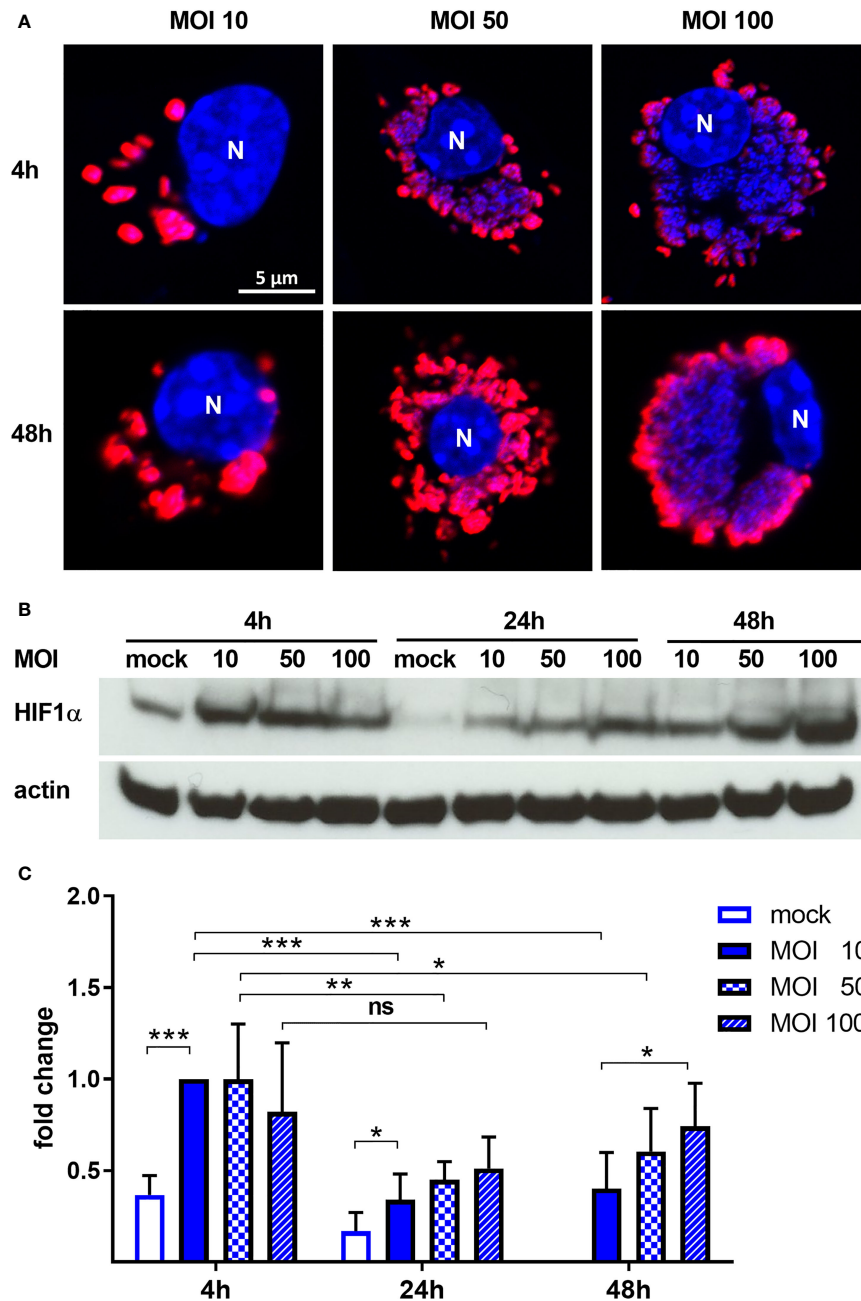 A
MOI 10 MOI 50 MOI 100
4h
N N N
5 µm
48h
N N N
B
4h 24h 48h
MOI mock 10 50 100 mock 10 50 100 10 50 100
HIF1α
actin
C
fold change
2.0
1.5
1.0
0.5
***
***
*
**
ns
***
*
*
mock
MOI 10
MOI 50
MOI 100
4h 24h 48h